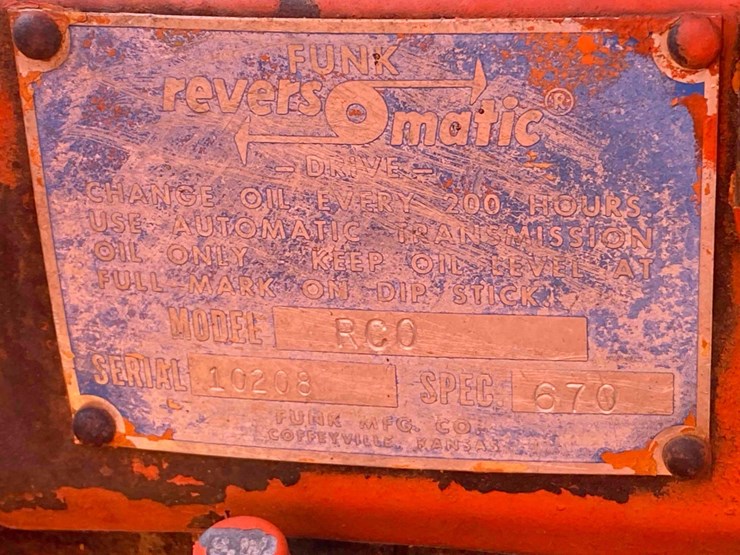 FUNK
reversOmatic®
- DRIVE -
CHANGE OIL EVERY 200 HOURS
USE AUTOMATIC TRANSMISSION
OIL ONLY - KEEP OIL LEVEL AT
FULL MARK ON DIP STICK
MODEL RCO
SERIAL 10208 SPEC. 670
FUNK MFG. CO.
COFFEYVILLE, KANSAS